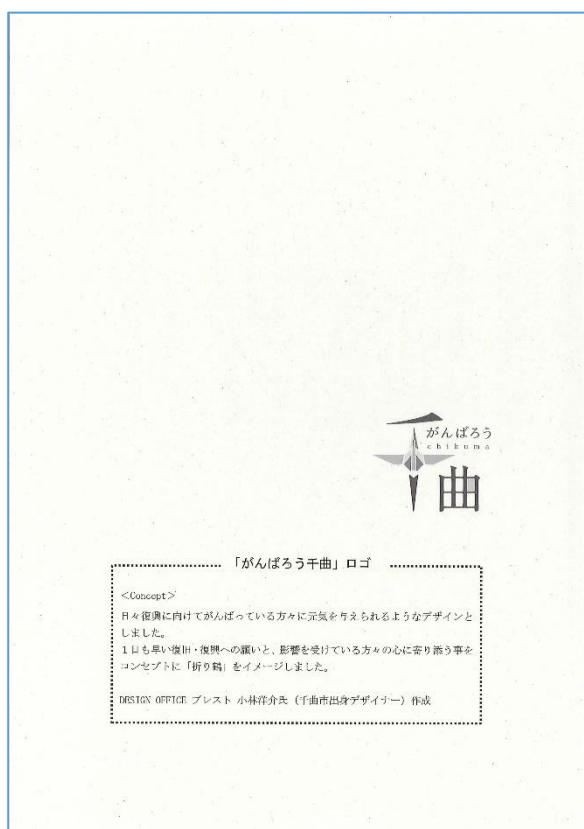 がんばろう
chikuma
千曲
「がんばろう千曲」ロゴ
<Concept>
日々復興に向けてがんばっている方々に元気を与えられるようなデザインと
しました。
1日も早い復旧・復興への願いと、影響を受けている方々の心に寄り添う事を
コンセプトに「折り鶴」をイメージしました。
DESIGN OFFICE ブレスト 小林洋介氏（千曲市出身デザイナー）作成